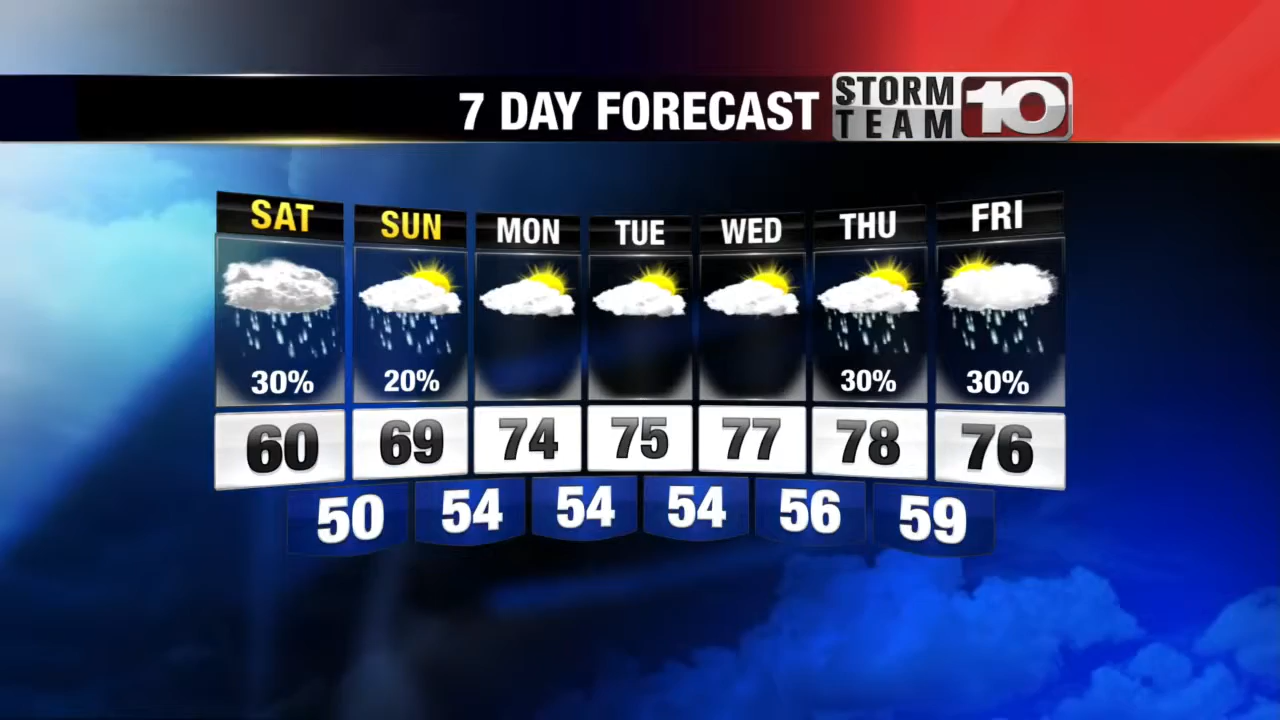 7 DAY FORECAST
STORM
TEAM
10
SAT SUN MON TUE WED THU FRI
30% 20% 30% 30%
60 69 74 75 77 78 76
50 54 54 54 56 59